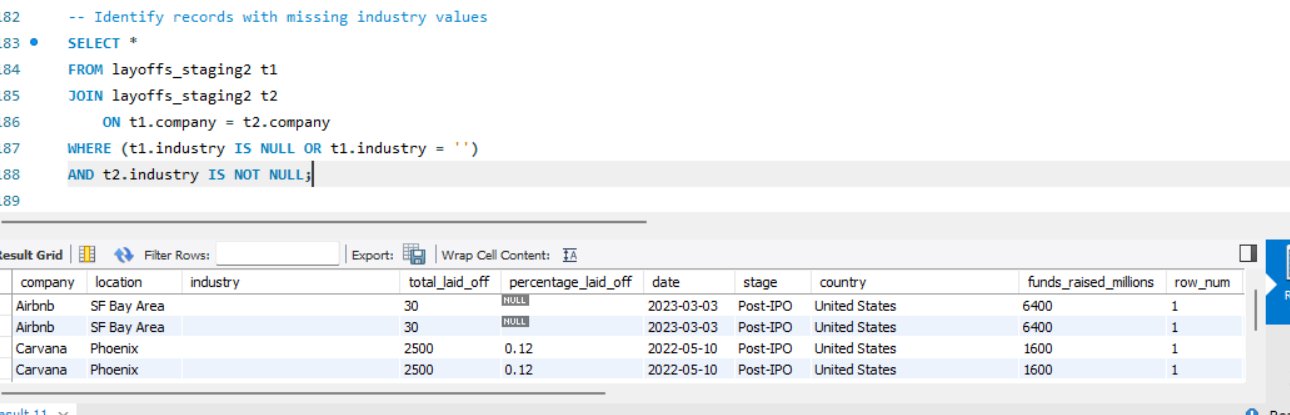 182 -- Identify records with missing industry values
183 SELECT *
184 FROM layoffs_staging2 t1
185 JOIN layoffs_staging2 t2
186 ON t1.company = t2.company
187 WHERE (t1.industry IS NULL OR t1.industry = '')
188 AND t2.industry IS NOT NULL;
189
Result Grid Filter Rows: Export: Wrap Cell Content:
company location industry total_laid_off percentage_laid_off date stage country funds_raised_millions row_num
Airbnb SF Bay Area 30 NULL 2023-03-03 Post-IPO United States 6400 1
Airbnb SF Bay Area 30 NULL 2023-03-03 Post-IPO United States 6400 1
Carvana Phoenix 2500 0.12 2022-05-10 Post-IPO United States 1600 1
Carvana Phoenix 2500 0.12 2022-05-10 Post-IPO United States 1600 1